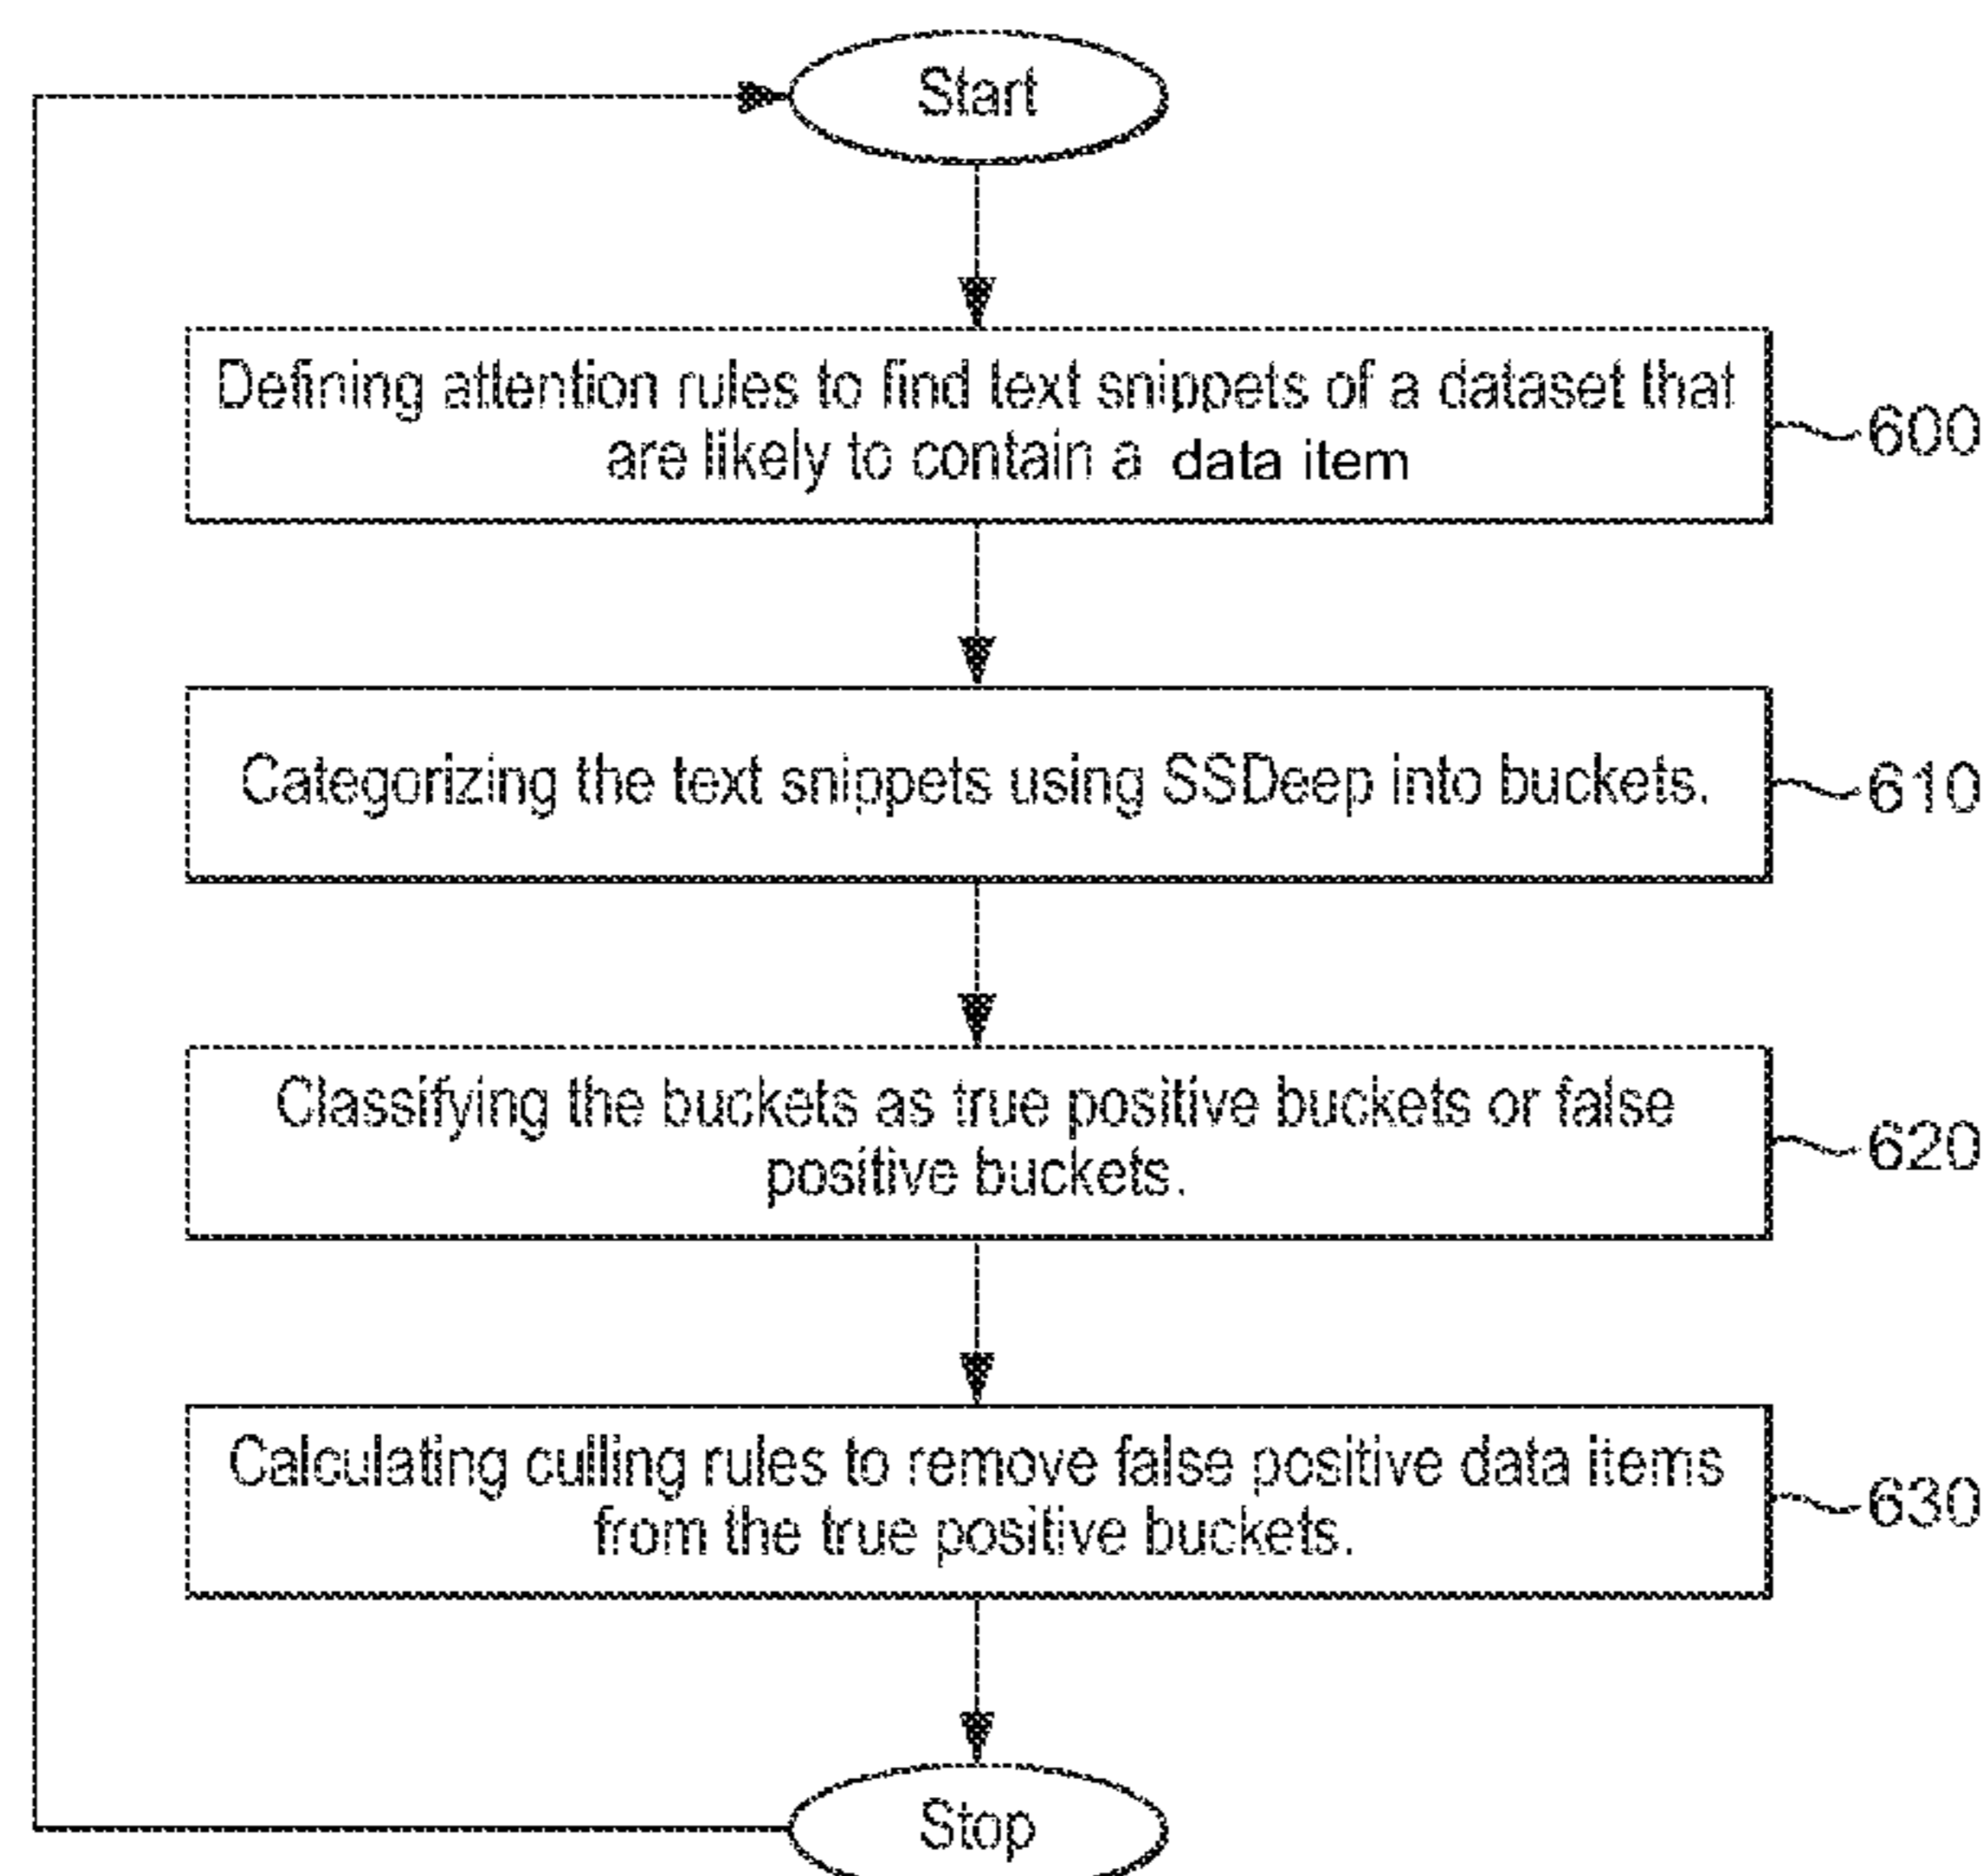 Start
Defining attention rules to find text snippets of a dataset that
are likely to contain a data item
600
Categorizing the text snippets using SSDeep into buckets.
610
Classifying the buckets as true positive buckets or false
positive buckets.
620
Calculating culling rules to remove false positive data items
from the true positive buckets.
630
Stop